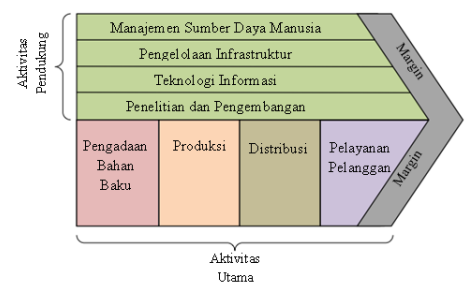 Aktivitas
Pendukung
Manajemen Sumber Daya Manusia
Pengelolaan Infrastruktur
Teknologi Informasi
Penelitian dan Pengembangan
Margin
Pengadaan
Bahan
Baku
Produksi
Distribusi
Pelayanan
Pelanggan
Margin
Aktivitas
Utama